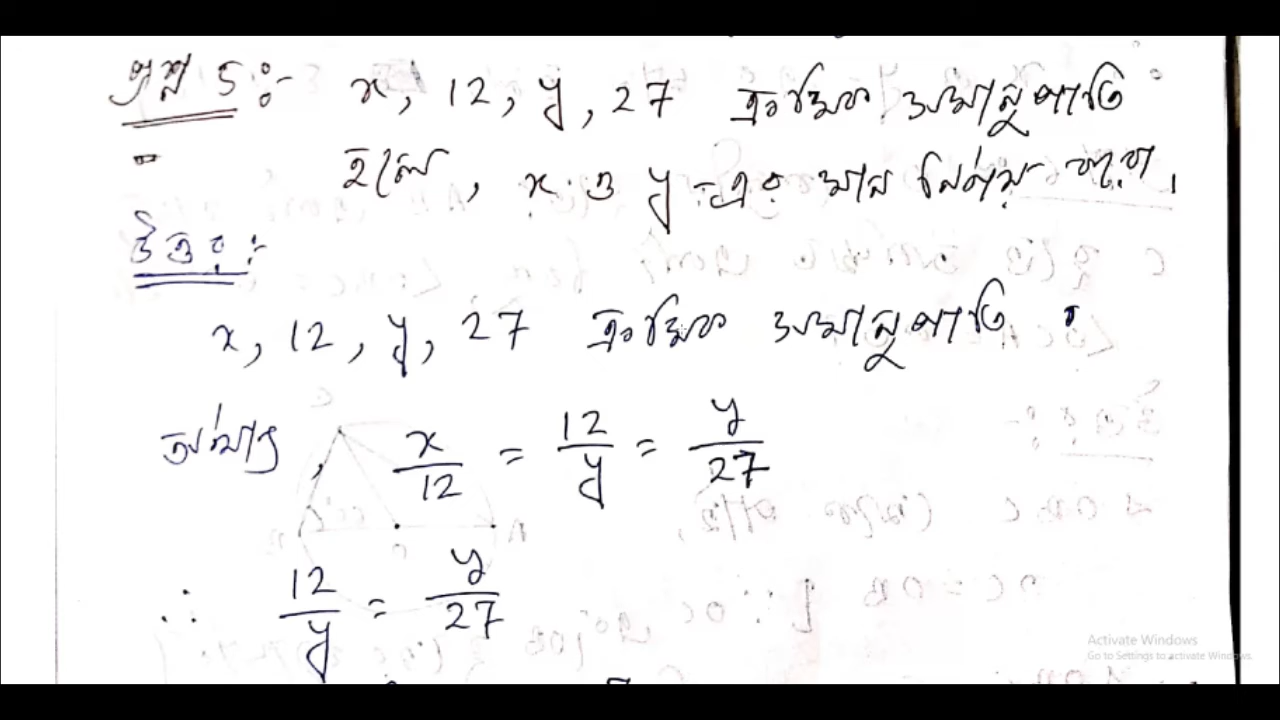 প্রশ্ন ১ঃ- x, 12, y, 27 ক্রমিক সমানুপাতি
হলে, x ও y -এর মান নির্ণয় করো।
উত্তরঃ-
x, 12, y, 27 ক্রমিক সমানুপাতি
অর্থাৎ, x/12 = 12/y = y/27
∴ 12/y = y/27
Activate Windows
Go to Settings to activate Windows.